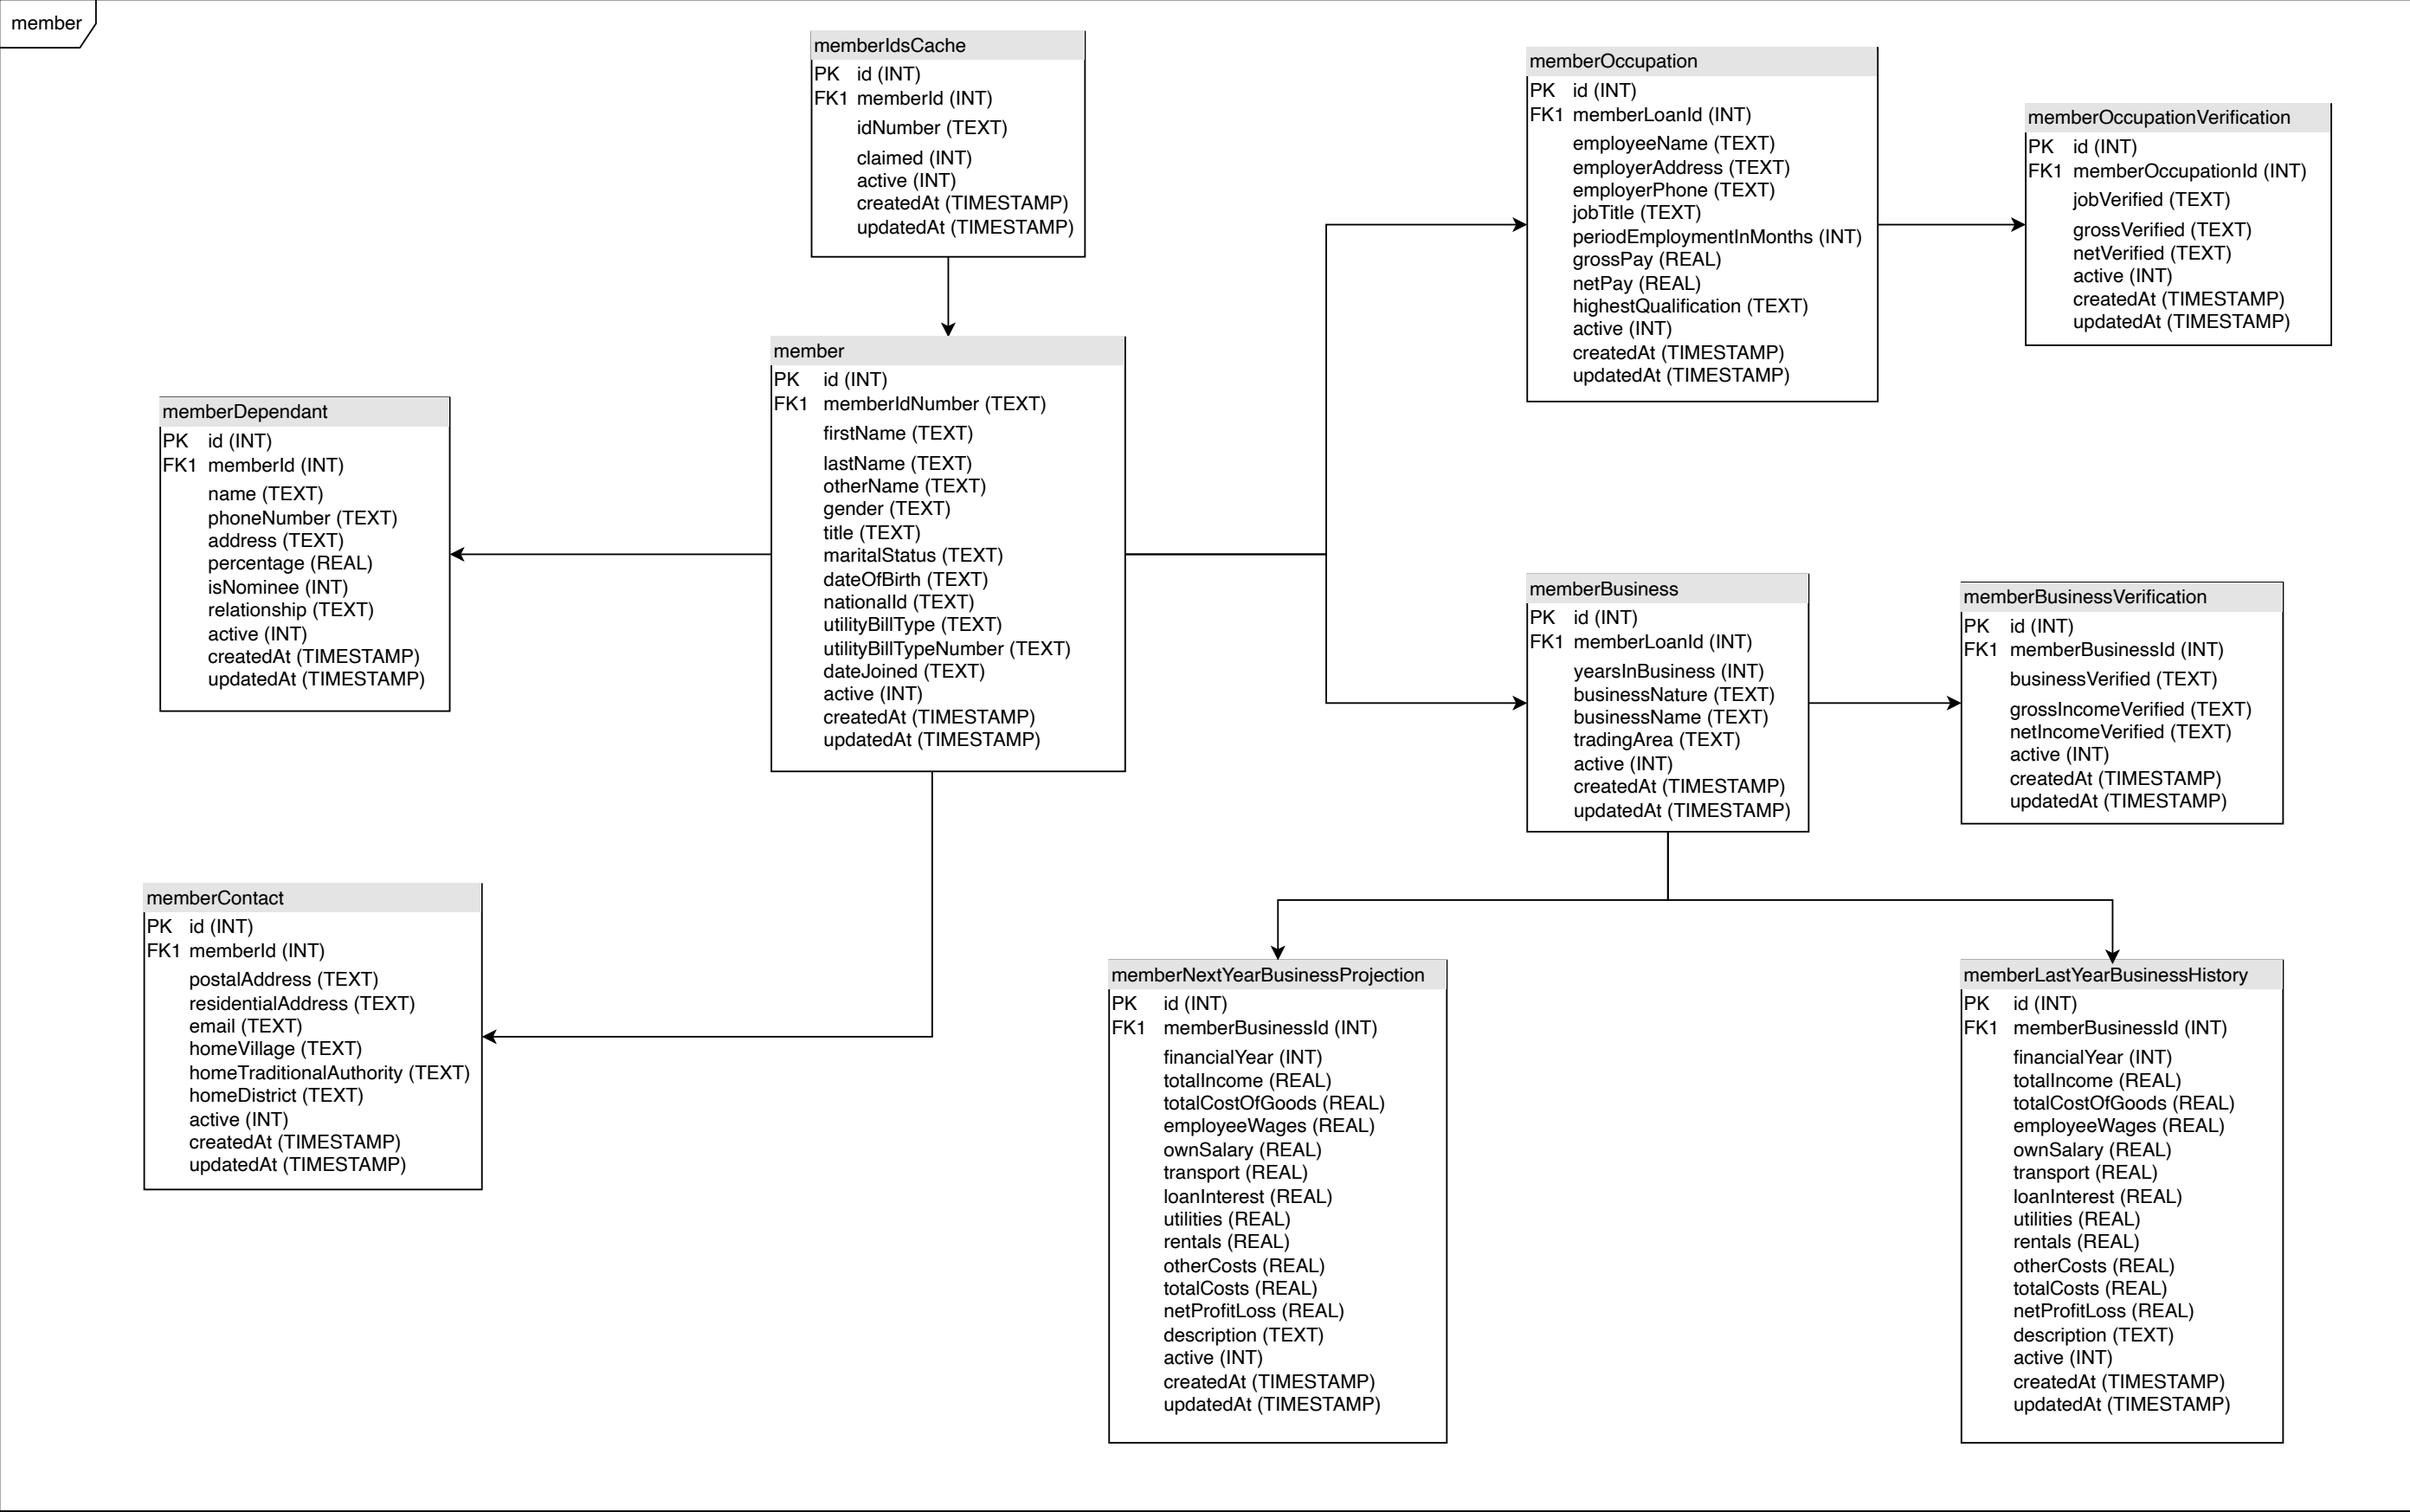 member
memberIdsCache
PK id (INT)
FK1 memberId (INT)
idNumber (TEXT)
claimed (INT)
active (INT)
createdAt (TIMESTAMP)
updatedAt (TIMESTAMP)
memberOccupation
PK id (INT)
FK1 memberLoanId (INT)
employeeName (TEXT)
employerAddress (TEXT)
employerPhone (TEXT)
jobTitle (TEXT)
periodEmploymentInMonths (INT)
grossPay (REAL)
netPay (REAL)
highestQualification (TEXT)
active (INT)
createdAt (TIMESTAMP)
updatedAt (TIMESTAMP)
memberOccupationVerification
PK id (INT)
FK1 memberOccupationId (INT)
jobVerified (TEXT)
grossVerified (TEXT)
netVerified (TEXT)
active (INT)
createdAt (TIMESTAMP)
updatedAt (TIMESTAMP)
member
PK id (INT)
FK1 memberIdNumber (TEXT)
firstName (TEXT)
lastName (TEXT)
otherName (TEXT)
gender (TEXT)
title (TEXT)
maritalStatus (TEXT)
dateOfBirth (TEXT)
nationalId (TEXT)
utilityBillType (TEXT)
utilityBillTypeNumber (TEXT)
dateJoined (TEXT)
active (INT)
createdAt (TIMESTAMP)
updatedAt (TIMESTAMP)
memberDependant
PK id (INT)
FK1 memberId (INT)
name (TEXT)
phoneNumber (TEXT)
address (TEXT)
percentage (REAL)
isNominee (INT)
relationship (TEXT)
active (INT)
createdAt (TIMESTAMP)
updatedAt (TIMESTAMP)
memberBusiness
PK id (INT)
FK1 memberLoanId (INT)
yearsInBusiness (INT)
businessNature (TEXT)
businessName (TEXT)
tradingArea (TEXT)
active (INT)
createdAt (TIMESTAMP)
updatedAt (TIMESTAMP)
memberBusinessVerification
PK id (INT)
FK1 memberBusinessId (INT)
businessVerified (TEXT)
grossIncomeVerified (TEXT)
netIncomeVerified (TEXT)
active (INT)
createdAt (TIMESTAMP)
updatedAt (TIMESTAMP)
memberContact
PK id (INT)
FK1 memberId (INT)
postalAddress (TEXT)
residentialAddress (TEXT)
email (TEXT)
homeVillage (TEXT)
homeTraditionalAuthority (TEXT)
homeDistrict (TEXT)
active (INT)
createdAt (TIMESTAMP)
updatedAt (TIMESTAMP)
memberNextYearBusinessProjection
PK id (INT)
FK1 memberBusinessId (INT)
financialYear (INT)
totalIncome (REAL)
totalCostOfGoods (REAL)
employeeWages (REAL)
ownSalary (REAL)
transport (REAL)
loanInterest (REAL)
utilities (REAL)
rentals (REAL)
otherCosts (REAL)
totalCosts (REAL)
netProfitLoss (REAL)
description (TEXT)
active (INT)
createdAt (TIMESTAMP)
updatedAt (TIMESTAMP)
memberLastYearBusinessHistory
PK id (INT)
FK1 memberBusinessId (INT)
financialYear (INT)
totalIncome (REAL)
totalCostOfGoods (REAL)
employeeWages (REAL)
ownSalary (REAL)
transport (REAL)
loanInterest (REAL)
utilities (REAL)
rentals (REAL)
otherCosts (REAL)
totalCosts (REAL)
netProfitLoss (REAL)
description (TEXT)
active (INT)
createdAt (TIMESTAMP)
updatedAt (TIMESTAMP)